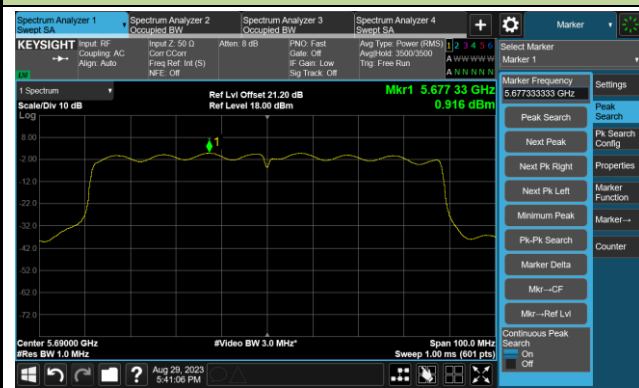 Spectrum Analyzer 1
Swept SA
Spectrum Analyzer 2
Occupied BW
Spectrum Analyzer 3
Occupied BW
Spectrum Analyzer 4
Swept SA
+
Marker
KEYSIGHT
Input: RF
Coupling: AC
Align: Auto
Input Z: 50 Ω
Corr CCorr
Freq Ref: Int (S)
NFE: Off
Atten: 8 dB
PNO: Fast
Gate: Off
IF Gain: Low
Sig Track: Off
Avg Type: Power (RMS)
Avg|Hold: 3500/3500
Trig: Free Run
1 2 3 4 5 6
A W W W W W
A N N N N N
LXI
1 Spectrum
Scale/Div 10 dB
Log
Ref Lvl Offset 21.20 dB
Ref Level 18.00 dBm
Mkr1 5.677 33 GHz
0.916 dBm
1
8.00
-2.00
-12.0
-22.0
-32.0
-42.0
-52.0
-62.0
-72.0
Center 5.69000 GHz
#Res BW 1.0 MHz
#Video BW 3.0 MHz*
Span 100.0 MHz
Sweep 1.00 ms (601 pts)
Aug 29, 2023
5:41:06 PM
Select Marker
Marker 1
Marker Frequency
5.677333333 GHz
Peak Search
Next Peak
Next Pk Right
Next Pk Left
Minimum Peak
Pk-Pk Search
Marker Delta
Mkr→CF
Mkr→Ref Lvl
Continuous Peak
Search
On
Off
Settings
Peak
Search
Pk Search
Config
Properties
Marker
Function
Marker→
Counter